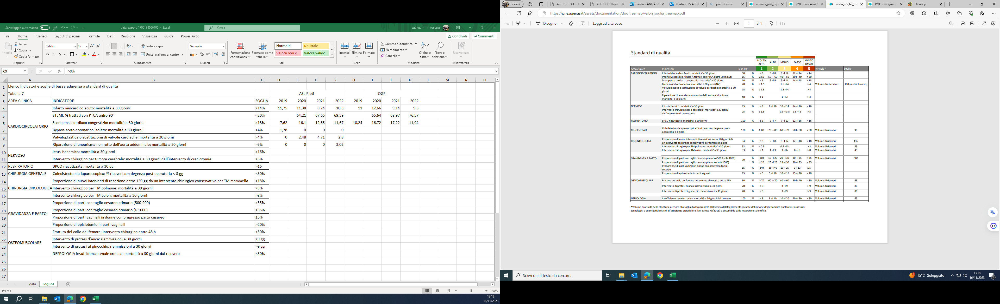 Salvataggio automatico
data_export_1700134066406 - Excel
Cerca
ANNA PETRONGARI
File Home Inserisci Layout di pagina Formule Dati Revisione Visualizza Guida Power Pivot
Condividi Commenti
Incolla
Taglia
Copia
Copia formato
Calibri 12
G C S
Testo a capo
Unisci e allinea al centro
Generale
Formattazione condizionale
Formatta come tabella
Normale Neutrale
Valore non v... Valore valido
Inserisci Elimina Formato
Somma automatica
Riempimento
Cancella
Ordina e filtra
Trova e seleziona
Riservatezza
Appunti Carattere Allineamento Numeri Stili Celle Modifica Riservatezza
C9 fx >3%
A B C D E F G H I J K L M N O
1 Elenco indicatori e soglie di bassa aderenza a standard di qualità
2 Tabella 7 ASL Rieti OGP
3 AREA CLINICA INDICATORE SOGLIA 2019 2020 2021 2022 2019 2020 2021 2022
4 Infarto miocardico acuto: mortalità a 30 giorni >14% 11,75 11,38 8,24 10,3 11 12,66 9,14 9,5
5 STEMI: % trattati con PTCA entro 90’ <20% 64,21 67,65 69,39 65,64 68,97 76,57
6 CARDIOCIRCOLATORIO Scompenso cardiaco congestizio: mortalità a 30 giorni >18% 7,62 16,1 12,65 11,67 10,24 16,72 17,22 11,94
7 Bypass aorto-coronarico isolato: mortalità a 30 giorni >4% 1,78 0 0 0
8 Valvuloplastica o sostituzione di valvole cardiache: mortalità a 30 giorni >4% 0 2,48 4,71 2,8
9 Riparazione di aneurisma non rotto dell’aorta addominale: mortalità a 30 giorni >3% 0 0 0 3,02
10 NERVOSO Ictus ischemico: mortalità a 30 giorni >16%
11 Intervento chirurgico per tumore cerebrale: mortalità a 30 giorni dall’intervento di craniotomia >5%
12 RESPIRATORIO BPCO riacutizzata: mortalità a 30 gg >16
13 CHIRURGIA GENERALE Colecistectomia laparoscopica: % ricoveri con degenza post-operatoria < 3 gg <50%
14 Proporzione di nuovi interventi di resezione entro 120 gg da un intervento chirurgico conservativo per TM mammella >18%
15 CHIRURGIA ONCOLOGICA Intervento chirurgico per TM polmone: mortalità a 30 giorni >3%
16 Intervento chirurgico per TM colon: mortalità a 30 giorni >8%
17 Proporzione di parti con taglio cesareo primario (500-999) >35%
18 GRAVIDANZA E PARTO Proporzione di parti con taglio cesareo primario (> 1000) >35%
19 Proporzione di parti vaginali in donne con pregresso parto cesareo ≤5%
20 Proporzione di episiotomie in parti vaginali >20%
21 Frattura del collo del femore: intervento chirurgico entro 48 h <30%
22 OSTEOMUSCOLARE Intervento di protesi d’anca: riammissioni a 30 giorni >9 gg
23 Intervento di protesi al ginocchio: riammissioni a 30 giorni >9 gg
24 NEFROLOGIA Insufficienza renale cronica: mortalità a 30 giorni dal ricovero <30%
25
26
27
data Foglio1
Pronto
100%
13:18
16/11/2023
Lavoro
ASL RIETI: UOS
ASL RIETI: Dipar
Posta - ANNA P
Posta - SIS Audi
pne - Cerca
agenas_pne_rep
PNE - valori-ind
valori_soglia_tre
PNE - Programm
Desktop
https://pne.agenas.it/assets/documentation/doc_treemap/valori_soglia_treemap.pdf
Disegno
Leggi ad alta voce
1 di 1
Standard di qualità
MOLTO ALTO ALTO MEDIO BASSO MOLTO BASSO
Area clinica Indicatore Peso (%) 1 2 3 4 5 Vincolo* Soglia
CARDIOCIRCOLATORIO Infarto Miocardico Acuto: mortalita' a 30 giorni 30 % ≤ 6 6 –I 8 8 –I 12 12 –I 14 > 14
Infarto Miocardico Acuto: % trattati con PTCA entro 90 minuti 15 % ≥ 60 50 I– 60 40 I– 50 20 I– 40 < 20
Scompenso cardiaco congestizio: mortalita' a 30 giorni 10 % ≤ 6 6 –I 9 9 –I 14 14 –I 18 > 18
By-pass Aortocoronarico: mortalita' a 30 giorni (NV) 20 % ≤ 1.5 1.5 –I 4 > 4 Volume di interventi 180 (media biennio)
Valvuloplastica o sostituzione di valvole cardiache: mortalita' a 30 giorni 15 % ≤ 1.5 1.5 –I 4 > 4
Riparazione di aneurisma non rotto dell' aorta addominale: mortalita' a 30 giorni 10 % ≤ 1 1 –I 3 > 3
NERVOSO Ictus ischemico: mortalita' a 30 giorni 75 % ≤ 8 8 –I 10 10 –I 14 14 –I 16 > 16
Intervento chirurgico per T cerebrale: mortalita' a 30 giorni dall'intervento di craniotomia 25 % ≤ 1.5 1.5 –I 3.5 3.5 –I 5 > 5
RESPIRATORIO BPCO riacutizzata: mortalita' a 30 giorni 100 % ≤ 5 5 –I 7 7 –I 12 12 –I 16 > 16
CH. GENERALE Colecistectomia laparoscopica: % ricoveri con degenza post-operatoria < 3 giorni 100 % ≥ 80 70 I– 80 60 I– 70 50 I– 60 < 50 Volume di ricoveri 90
CH. ONCOLOGICA Proporzione di nuovi interventi di resezione entro 120 giorni da un intervento chirurgico conservativo per tumore maligno 34 % ≤ 5 5 –I 8 8 –I 12 12 –I 18 > 18 Volume di ricoveri 135
Intervento chirurgico per TM polmone: mortalita' a 30 giorni 33 % ≤ 0.5 0.5 –I 3 > 3 Volume di ricoveri 85
Intervento chirurgico per TM colon: mortalita' a 30 giorni 33 % ≤ 1 1 –I 3 3 –I 6 6 –I 8 > 8 Volume di ricoveri 45
GRAVIDANZA E PARTO Proporzione di parti con taglio cesareo primario (500≤ vol< 1000) 70 % ≤10 10 –I 20 20 –I 30 30 –I 35 > 35 Volume di ricoveri 500
Proporzione di parti con taglio cesareo primario ( vol≥1000) % ≤ 20 20 –I 25 25 –I 30 30 –I 35 > 35
Proporzione di parti vaginali in donne con pregresso taglio cesareo 15 % ≥40 25–I 40 13–I 25 5–I 13 ≤ 5
Proporzione di episiotomie in parti vaginali 15 % ≤ 5 5 –I 10 10 –I 15 15 –I 20 > 20
OSTEOMUSCOLARE Frattura del collo del femore: intervento chirurgico entro 48h 60 % ≥ 70 60 I– 70 40 I– 60 30 I– 40 < 30 Volume di ricoveri 65
Intervento di protesi di anca: riammissioni a 30 giorni 20 % ≤ 3 3 –I 9 > 9 Volume di ricoveri 80
Intervento di protesi di ginocchio: riammissioni a 30 giorni 20 % ≤ 3 3 –I 9 > 9 Volume di ricoveri 80
NEFROLOGIA Insufficienza renale cronica: mortalità a 30 giorni dal ricovero 100 % ≤ 8 8 –I 10 10 –I 20 20 –I 30 > 30 Volume di ricoveri 65
*Volume di attività della struttura inferiore alla soglia (tolleranza del 10%) fissata dal Regolamento recante definizione degli standard qualitativi, strutturali,
tecnologici e quantitativi relativi all'assistenza ospedaliera (DM Salute 70/2015) o desumibile dalla letteratura scientifica.
Scrivi qui il testo da cercare.
15°C Soleggiato
13:18
16/11/2023
5